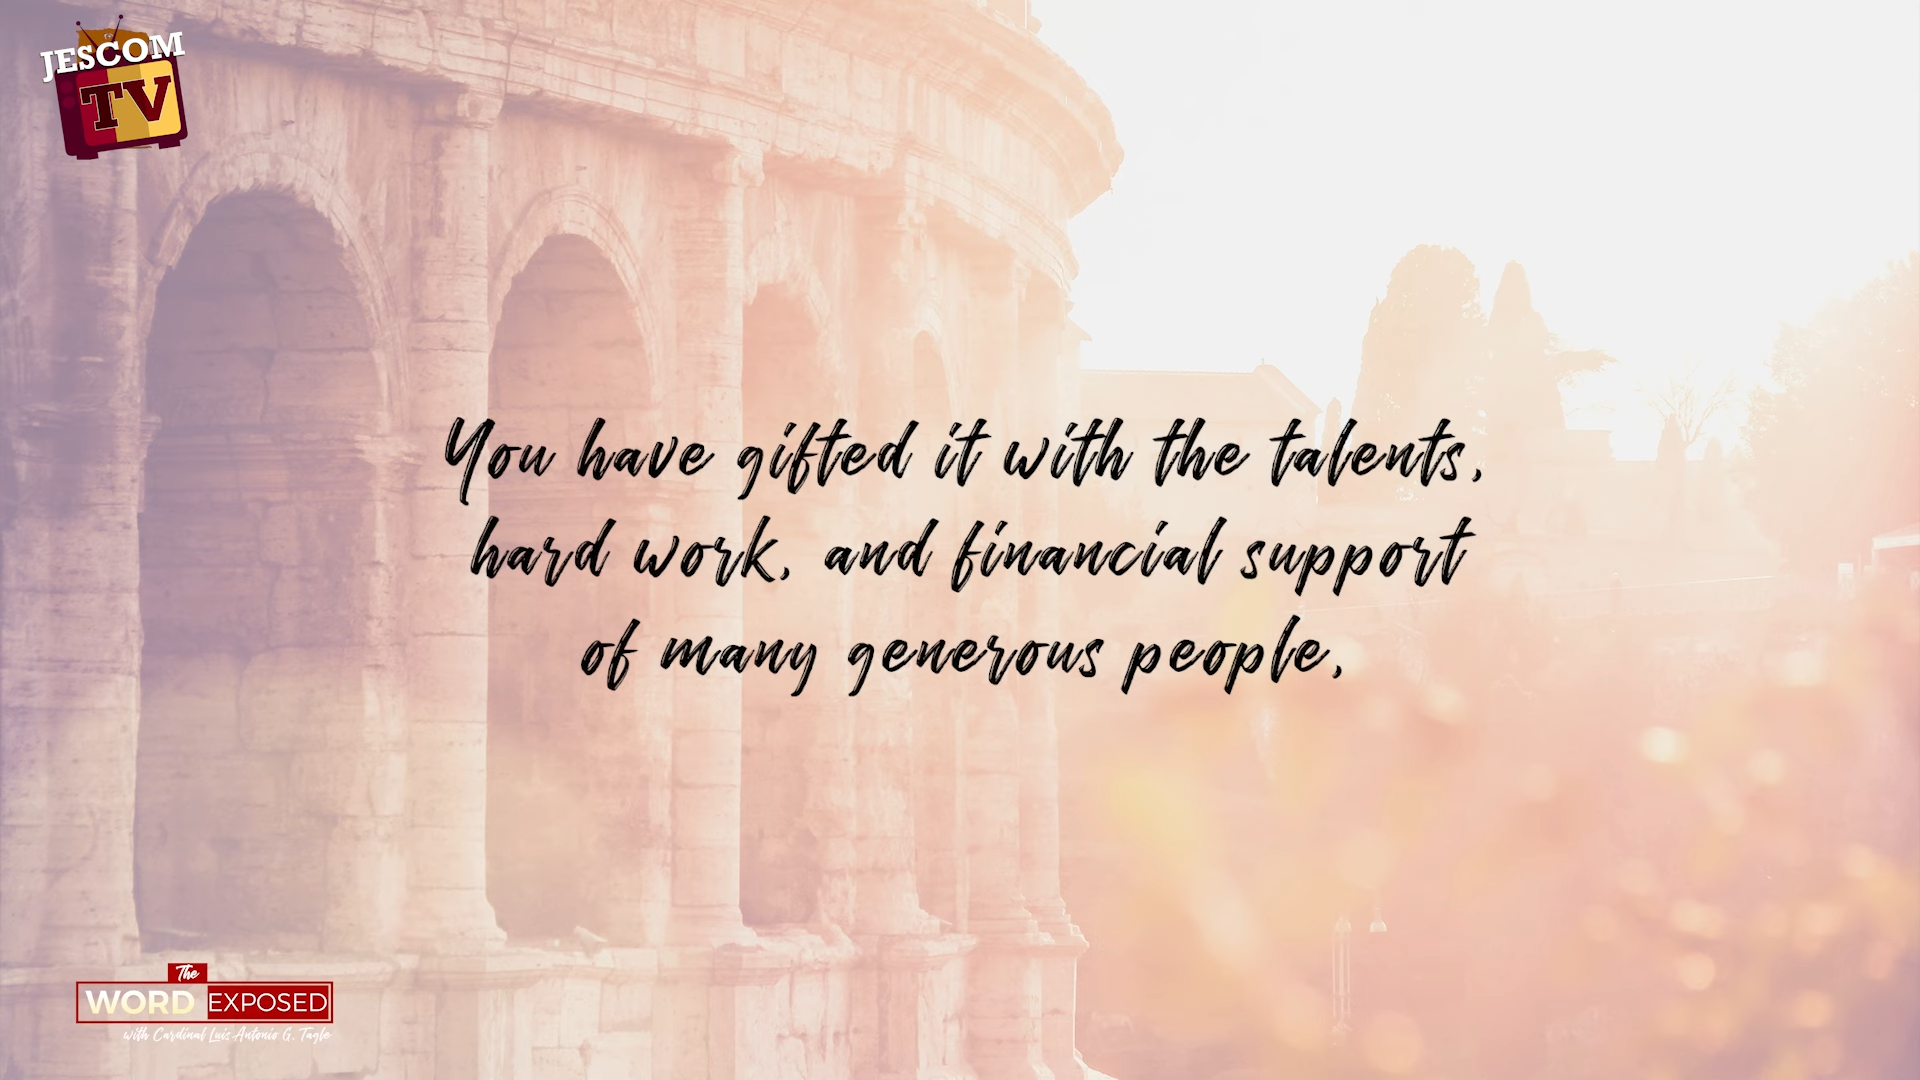 JESCOM
TV
You have gifted it with the talents,
hard work, and financial support
of many generous people,
The
WORD EXPOSED
with Cardinal Luis Antonio G. Tagle